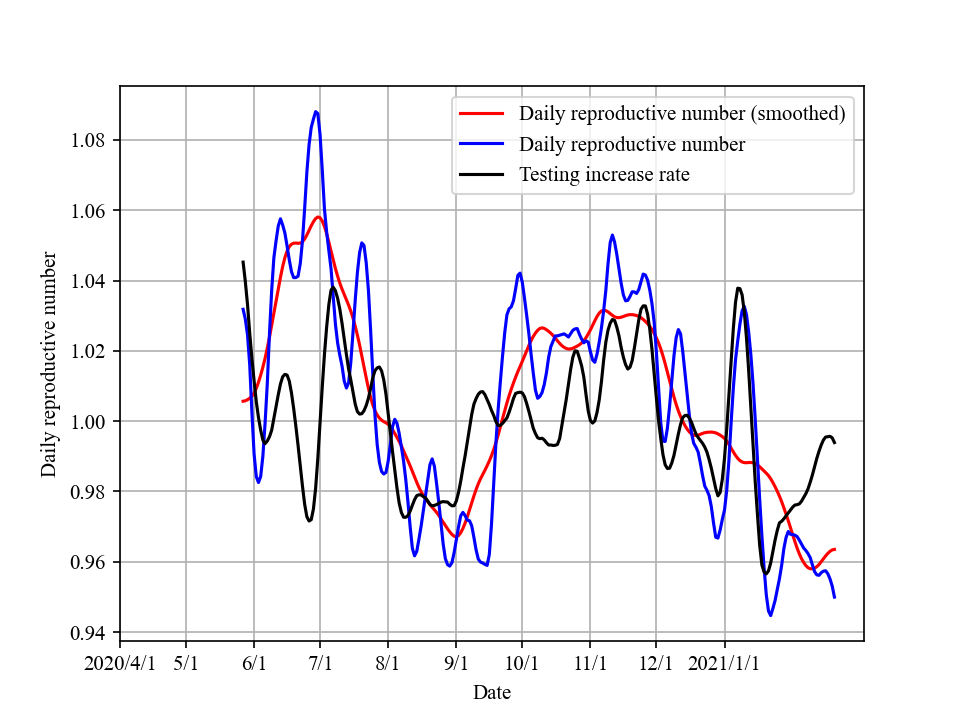 Daily reproductive number (smoothed)
Daily reproductive number
Testing increase rate
Daily reproductive number
1.08
1.06
1.04
1.02
1.00
0.98
0.96
0.94
2020/4/1 5/1 6/1 7/1 8/1 9/1 10/1 11/1 12/1 2021/1/1
Date